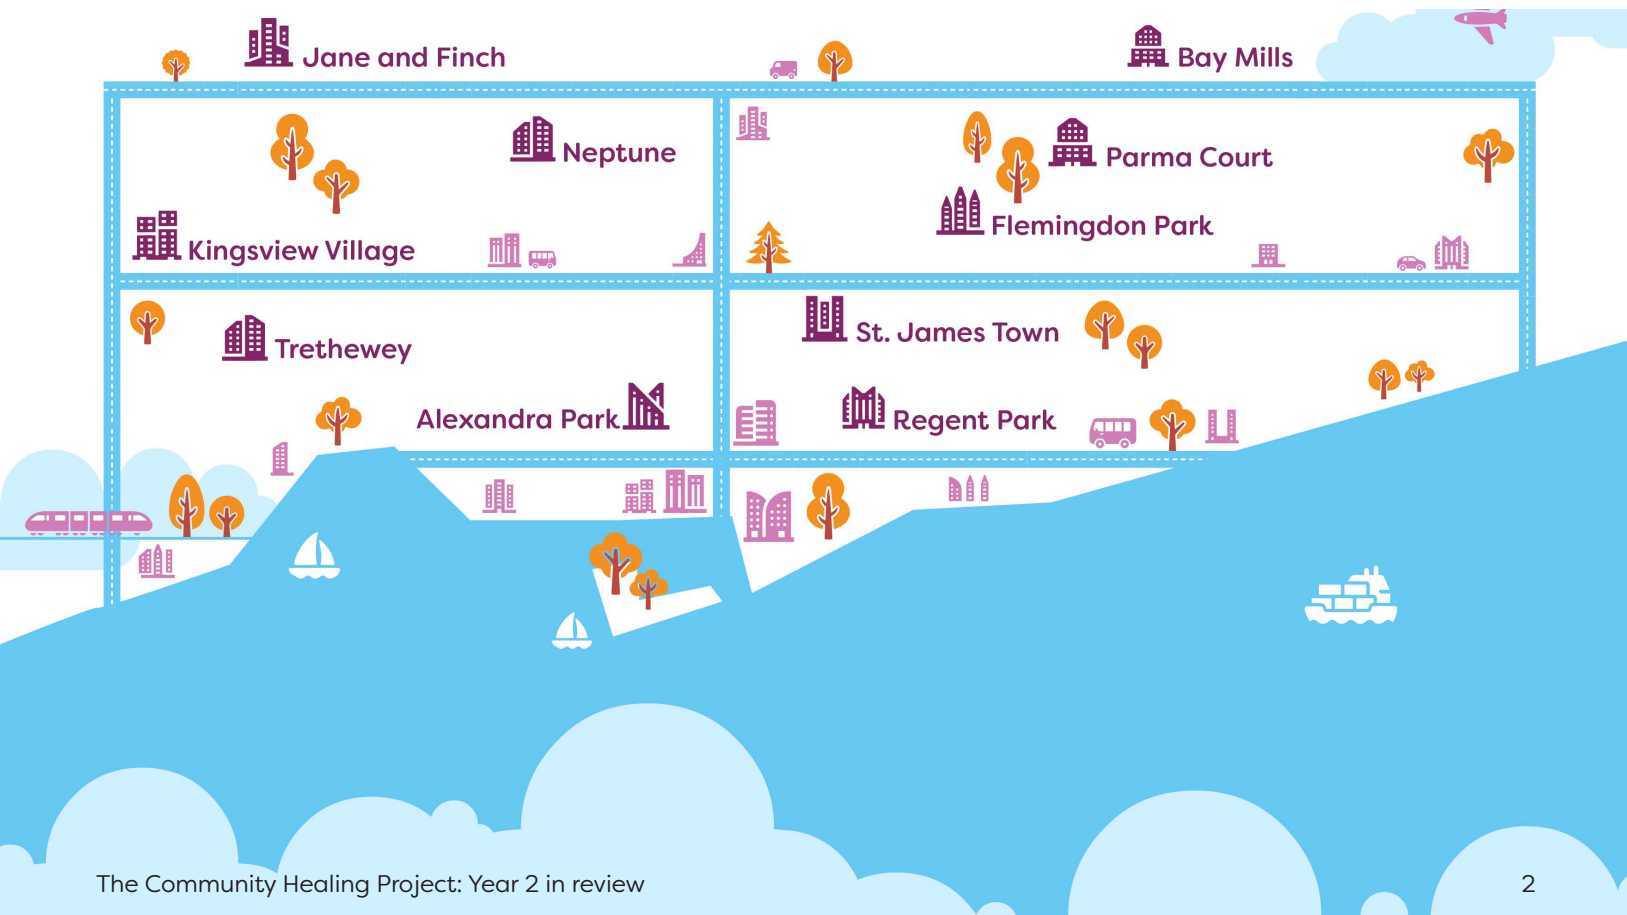 Jane and Finch
Bay Mills
Neptune
Parma Court
Flemingdon Park
Kingsview Village
St. James Town
Trethewey
Alexandra Park
Regent Park
The Community Healing Project: Year 2 in review
2